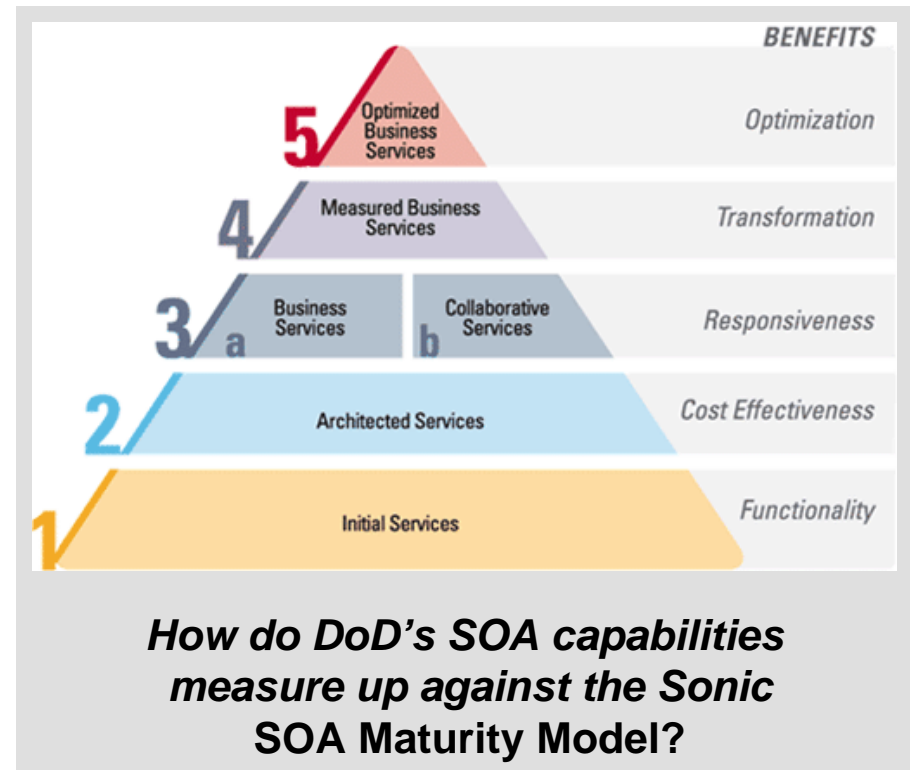 BENEFITS
5
Optimized
Business
Services
Optimization
4
Measured Business
Services
Transformation
3
a
Business
Services
b
Collaborative
Services
Responsiveness
2
Architected Services
Cost Effectiveness
1
Initial Services
Functionality
How do DoD’s SOA capabilities
measure up against the Sonic
SOA Maturity Model?